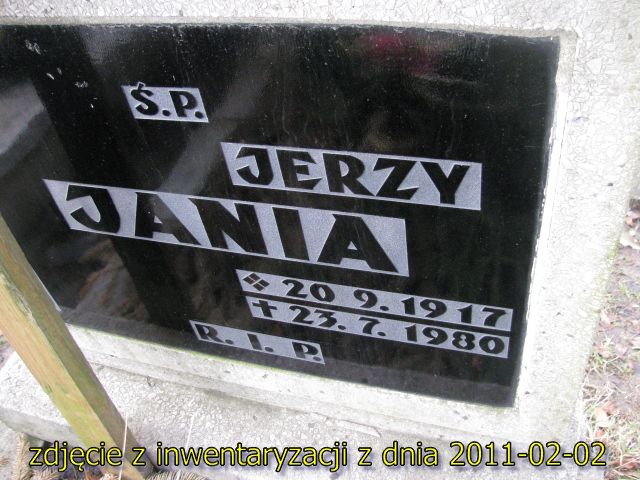 Ś.P.
JERZY
JANIA
❖ 20 9. 1917
✝ 23. 7. 1980
R. I. P.
zdjęcie z inwentaryzacji z dnia 2011-02-02